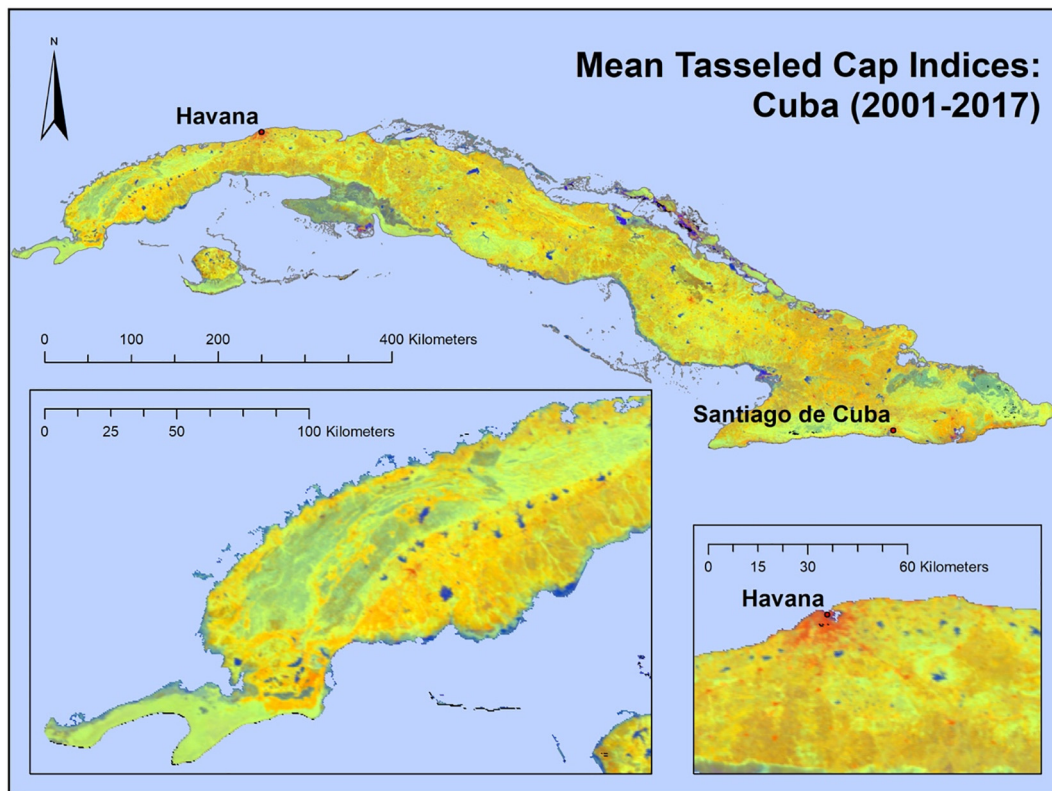 N
Mean Tasseled Cap Indices:
Cuba (2001-2017)
Havana
0 100 200 400 Kilometers
0 25 50 100 Kilometers
Santiago de Cuba
0 15 30 60 Kilometers
Havana